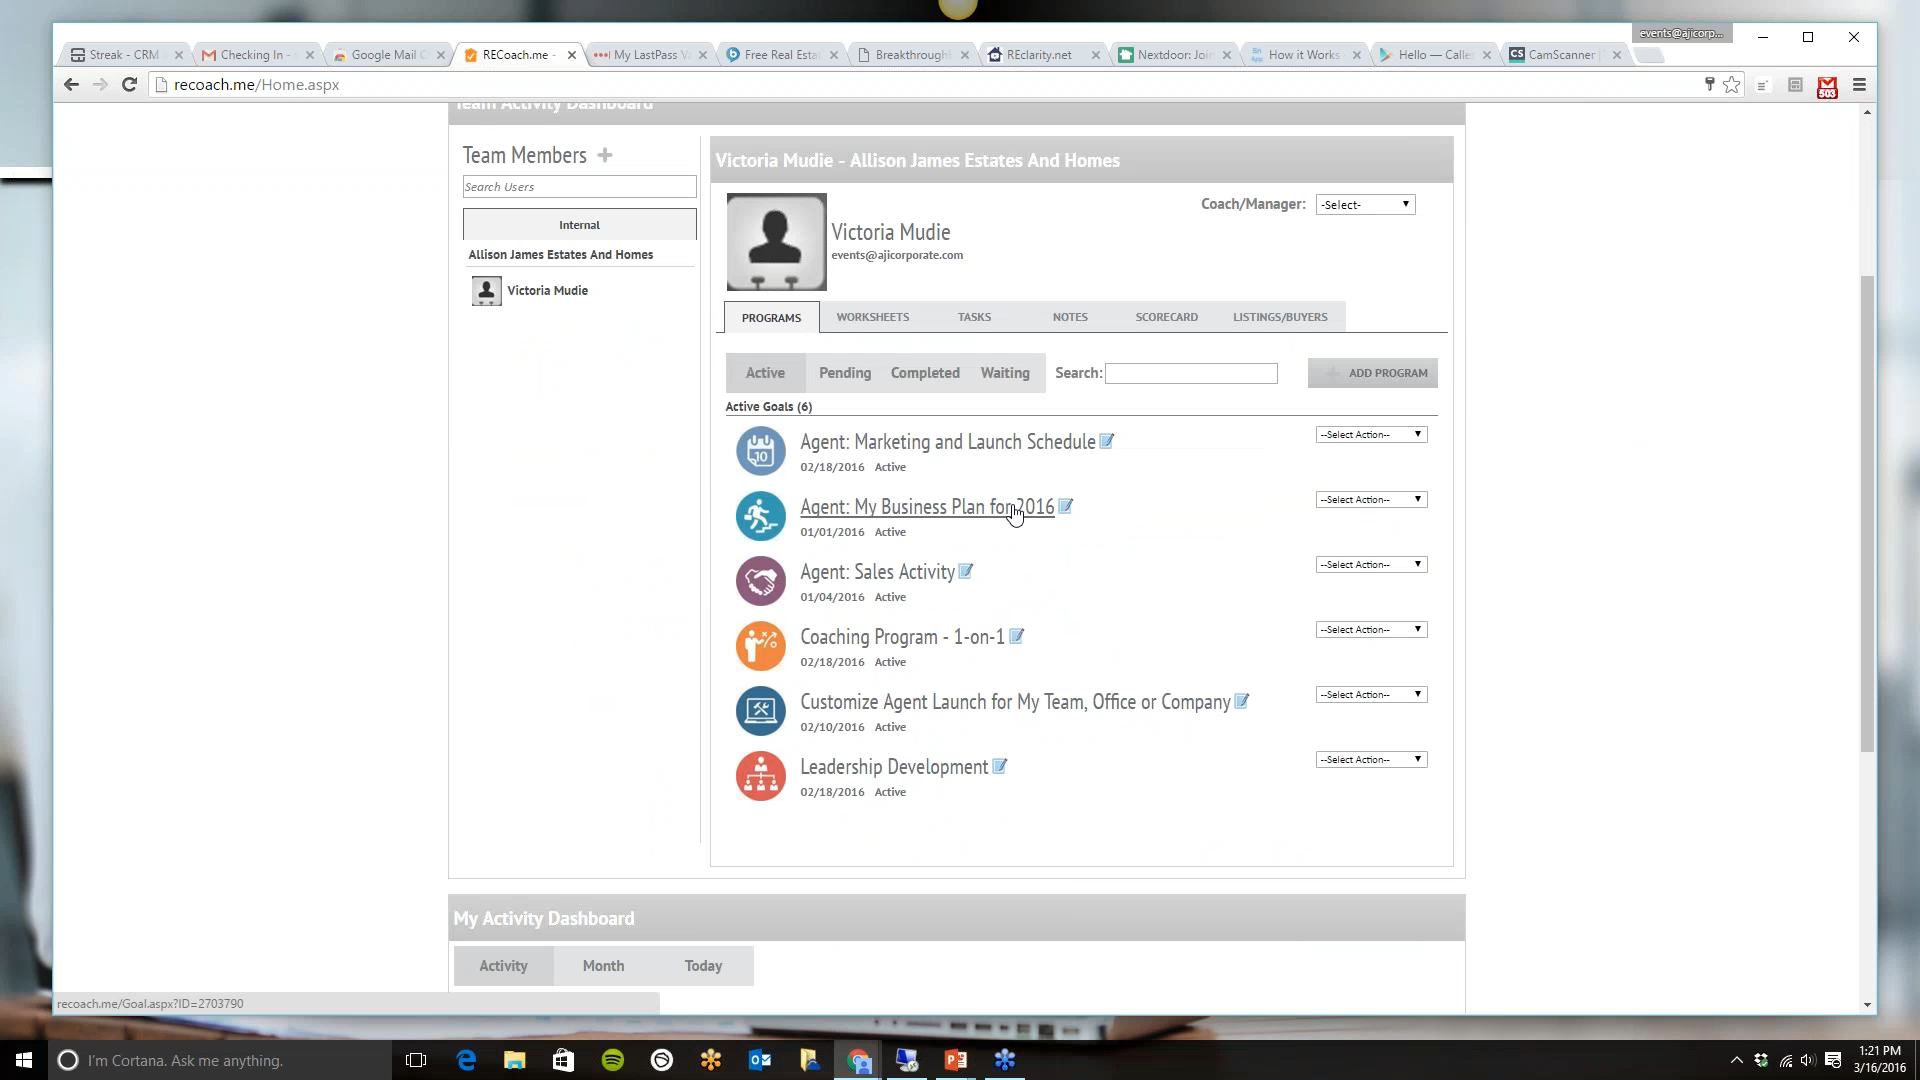 events@ajicorp...
Streak - CRM
Checking In -
Google Mail C
RECoach.me -
My LastPass Va
Free Real Esta
Breakthrough
REclarity.net
Nextdoor: Join
How it Works
Hello — Caller
CS CamScanner
recoach.me/Home.aspx
503
Team Activity Dashboard
Team Members
Search Users
Internal
Allison James Estates And Homes
Victoria Mudie
Victoria Mudie - Allison James Estates And Homes
Coach/Manager: -Select-
Victoria Mudie
events@ajicorporate.com
PROGRAMS WORKSHEETS TASKS NOTES SCORECARD LISTINGS/BUYERS
Active Pending Completed Waiting Search: ADD PROGRAM
Active Goals (6)
Agent: Marketing and Launch Schedule --Select Action--
10
02/18/2016 Active
Agent: My Business Plan for 2016 --Select Action--
01/01/2016 Active
Agent: Sales Activity --Select Action--
01/04/2016 Active
Coaching Program - 1-on-1 --Select Action--
02/18/2016 Active
Customize Agent Launch for My Team, Office or Company --Select Action--
02/10/2016 Active
Leadership Development --Select Action--
02/18/2016 Active
My Activity Dashboard
Activity Month Today
recoach.me/Goal.aspx?ID=2703790
I'm Cortana. Ask me anything.
1:21 PM
3/16/2016